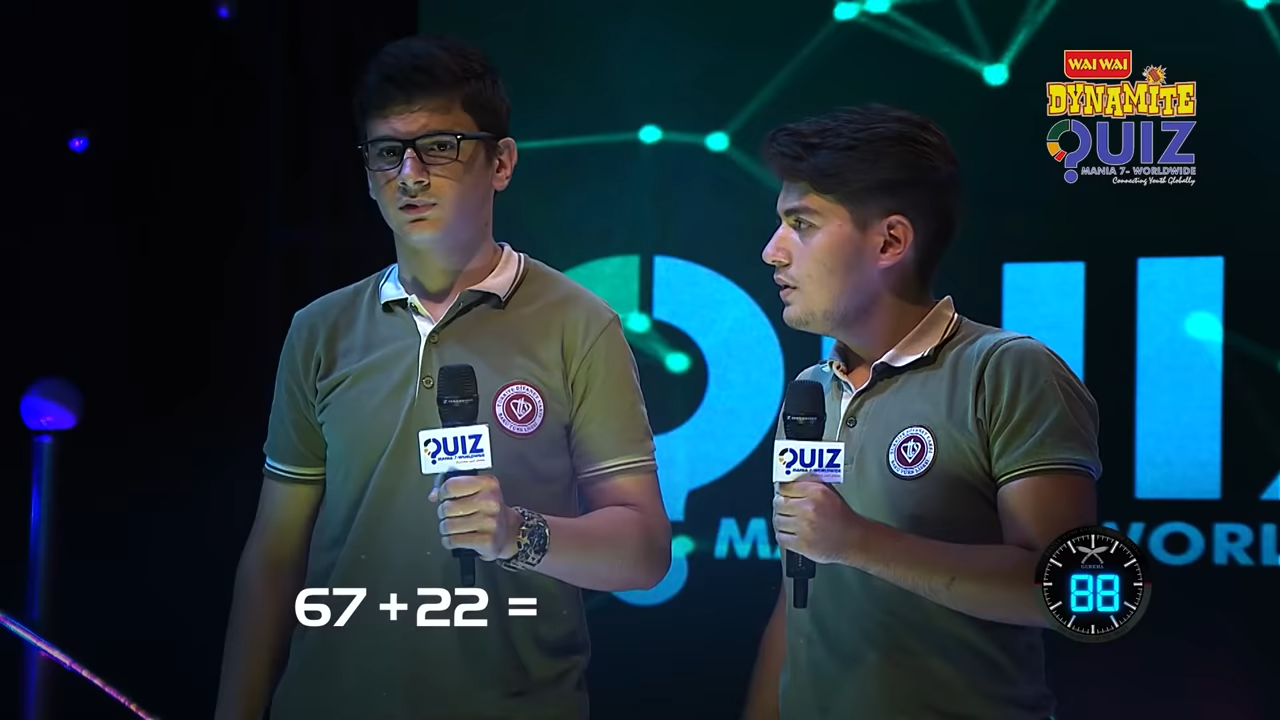 WAI WAI
DYNAMITE
QUIZ
MANIA 7- WORLDWIDE
Connecting Youth Globally
QUIZ
MANIA 7-WORLDWIDE
QUIZ
MANIA 7-WORLDWIDE
WORL
67 + 22 =
88